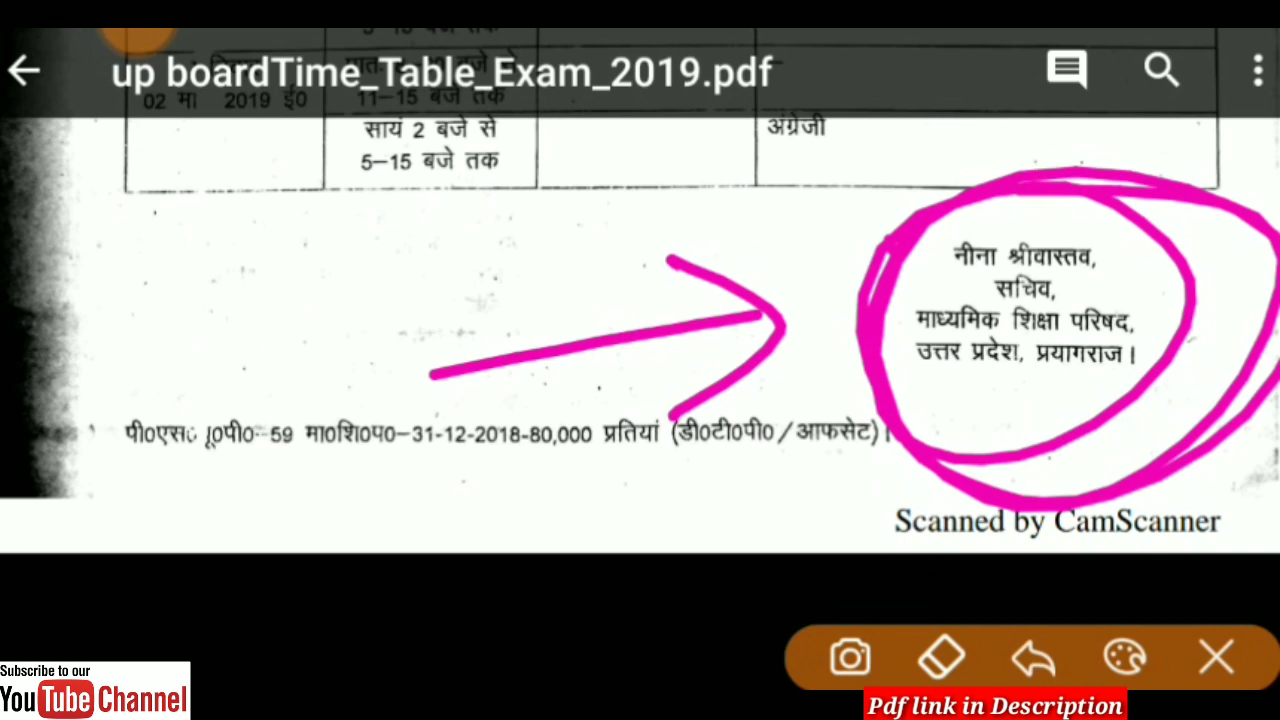 up boardTime_Table_Exam_2019.pdf
02 मा 2019 ई0
11–15 बजे तक
सायं 2 बजे से
5–15 बजे तक
अंग्रेजी
नीना श्रीवास्तव,
सचिव,
माध्यमिक शिक्षा परिषद,
उत्तर प्रदेश, प्रयागराज।
59 मा0शि0प0–31-12-2018-80,000 प्रतियां (डी0टी0पी0/आफसेट)।
Scanned by CamScanner
Subscribe to our
YouTube Channel
Pdf link in Description